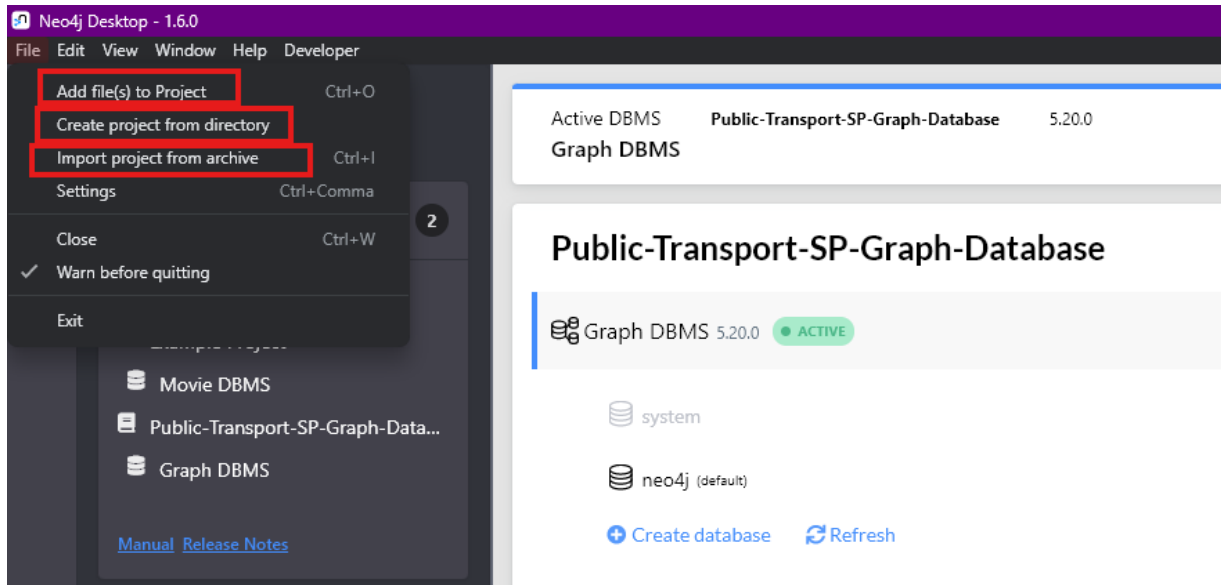 Neo4j Desktop - 1.6.0
File Edit View Window Help Developer
Add file(s) to Project Ctrl+O
Create project from directory
Import project from archive Ctrl+I
Settings Ctrl+Comma
Close Ctrl+W
Warn before quitting
Exit
2
Movie DBMS
Public-Transport-SP-Graph-Data...
Graph DBMS
Manual Release Notes
Active DBMS Public-Transport-SP-Graph-Database 5.20.0
Graph DBMS
Public-Transport-SP-Graph-Database
Graph DBMS 5.20.0 ACTIVE
system
neo4j (default)
Create database Refresh